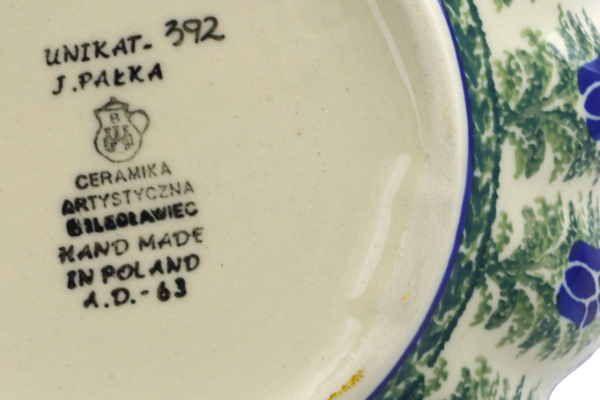 UNIKAT- 392
J. PAŁKA
B
CERAMIKA
ARTYSTYCZNA
BOLESŁAWIEC
HAND MADE
IN POLAND
A.D.- 63